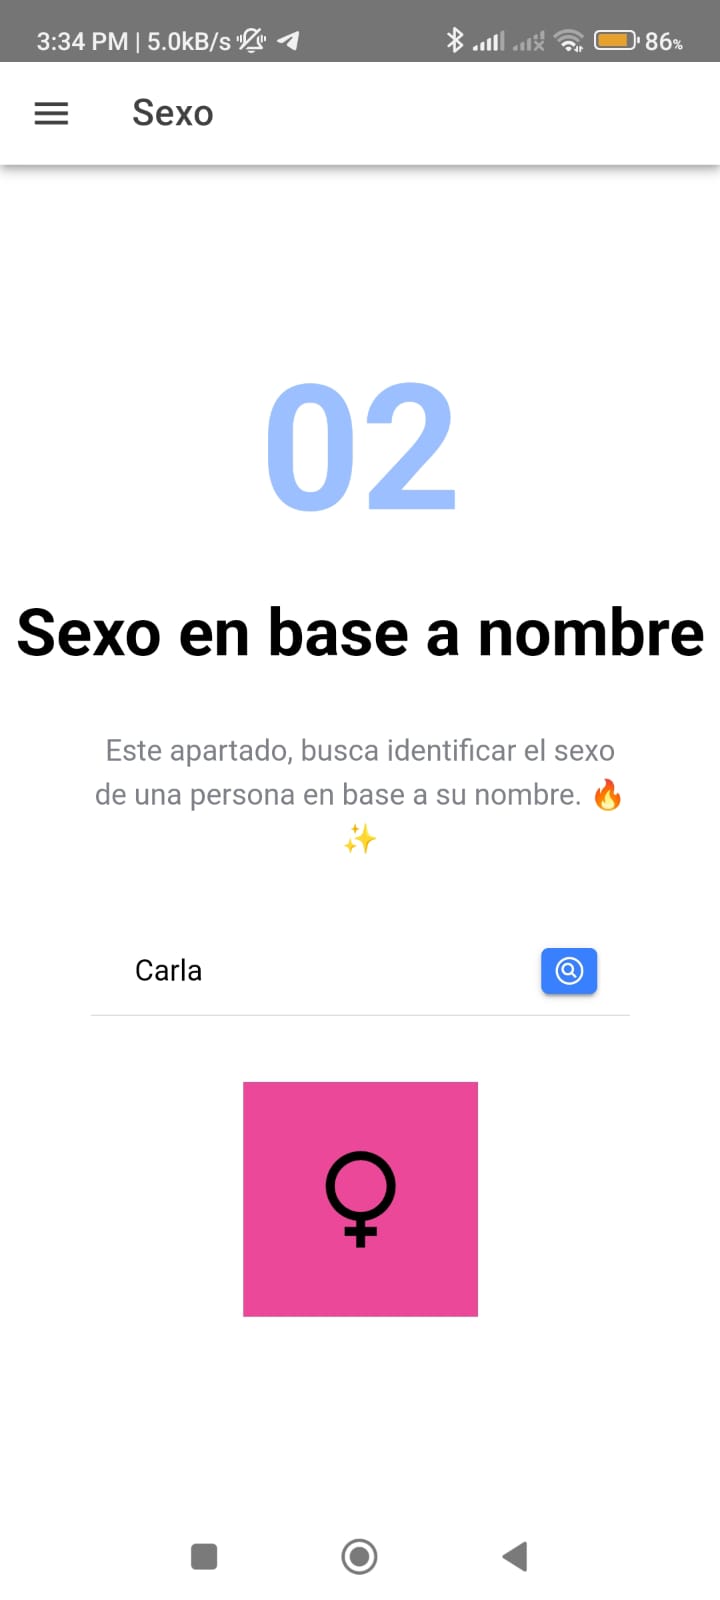 3:34 PM | 5.0kB/s 86%
Sexo
02
Sexo en base a nombre
Este apartado, busca identificar el sexo
de una persona en base a su nombre. 🔥
✨
Carla
♀